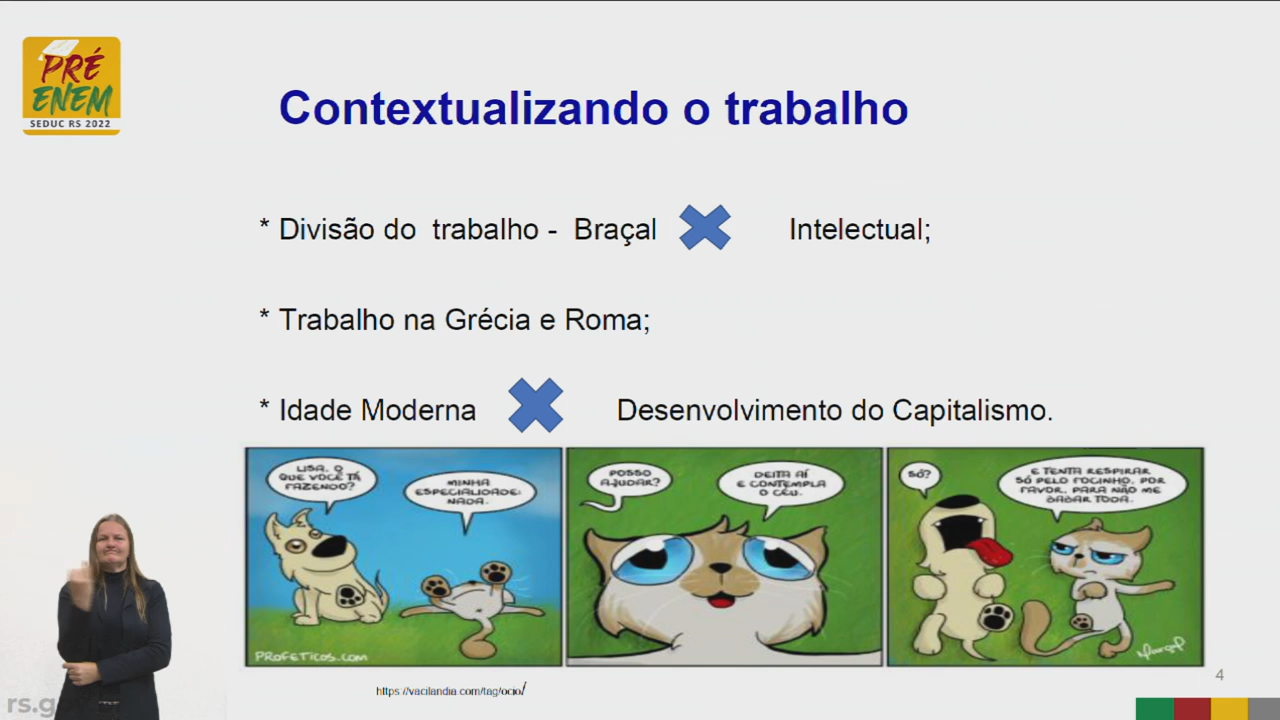 PRÉ
ENEM
SEDUC RS 2022
Contextualizando o trabalho
* Divisão do trabalho - Braçal Intelectual;
* Trabalho na Grécia e Roma;
* Idade Moderna Desenvolvimento do Capitalismo.
LISA, O
QUE VOCÊ TÁ
FAZENDO?
MINHA
ESPECIALIDADE:
NADA.
POSSO
AJUDAR?
DEITA AÍ
E CONTEMPLA
O CÉU.
SÓ?
E TENTA RESPIRAR
SÓ PELO FOCINHO, POR
FAVOR, PARA NÃO ME
BABAR TODA.
PROFETICOS.COM
https://vacilandia.com/tag/ocio/
4
rs.g